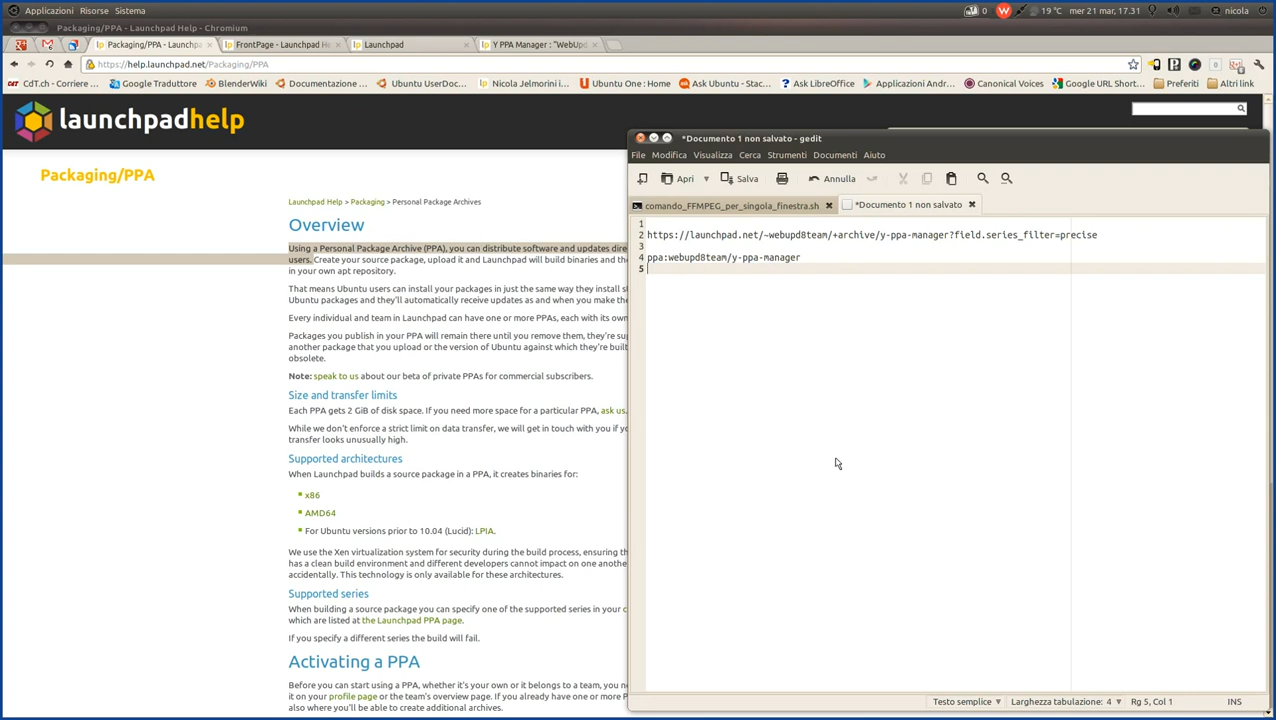 Applicazioni Risorse Sistema
0 19 °C mer 21 mar, 17.31 nicola
Packaging/PPA - Launchpad Help - Chromium
Packaging/PPA - Launchp
FrontPage - Launchpad He
Launchpad
Y PPA Manager : "WebUpd
https://help.launchpad.net/Packaging/PPA
CdT.ch - Corriere ...
Google Traduttore
BlenderWiki
Documentazione ...
Ubuntu UserDoc...
Nicola Jelmorini i...
Ubuntu One : Home
Ask Ubuntu - Stac...
Ask LibreOffice
Applicazioni And...
Canonical Voices
Google URL Short...
Preferiti
Altri link
launchpadhelp
Packaging/PPA
Launchpad Help > Packaging > Personal Package Archives
Overview
Using a Personal Package Archive (PPA), you can distribute software and updates dire
users. Create your source package, upload it and Launchpad will build binaries and the
in your own apt repository.
That means Ubuntu users can install your packages in just the same way they install s
Ubuntu packages and they'll automatically receive updates as and when you make the
Every individual and team in Launchpad can have one or more PPAs, each with its own
Packages you publish in your PPA will remain there until you remove them, they're su
another package that you upload or the version of Ubuntu against which they're built
obsolete.
Note: speak to us about our beta of private PPAs for commercial subscribers.
Size and transfer limits
Each PPA gets 2 GiB of disk space. If you need more space for a particular PPA, ask us.
While we don't enforce a strict limit on data transfer, we will get in touch with you if
transfer looks unusually high.
Supported architectures
When Launchpad builds a source package in a PPA, it creates binaries for:
x86
AMD64
For Ubuntu versions prior to 10.04 (Lucid): LPIA.
We use the Xen virtualization system for security during the build process, ensuring th
has a clean build environment and different developers cannot impact on one anothe
accidentally. This technology is only available for these architectures.
Supported series
When building a source package you can specify one of the supported series in your c
which are listed at the Launchpad PPA page.
If you specify a different series the build will fail.
Activating a PPA
Before you can start using a PPA, whether it's your own or it belongs to a team, you ne
it on your profile page or the team's overview page. If you already have one or more P
also where you'll be able to create additional archives.
*Documento 1 non salvato - gedit
File Modifica Visualizza Cerca Strumenti Documenti Aiuto
Apri Salva Annulla
comando_FFMPEG_per_singola_finestra.sh
*Documento 1 non salvato
1
2 https://launchpad.net/~webupd8team/+archive/y-ppa-manager?field.series_filter=precise
3
4 ppa:webupd8team/y-ppa-manager
5
Testo semplice Larghezza tabulazione: 4 Rg 5, Col 1 INS